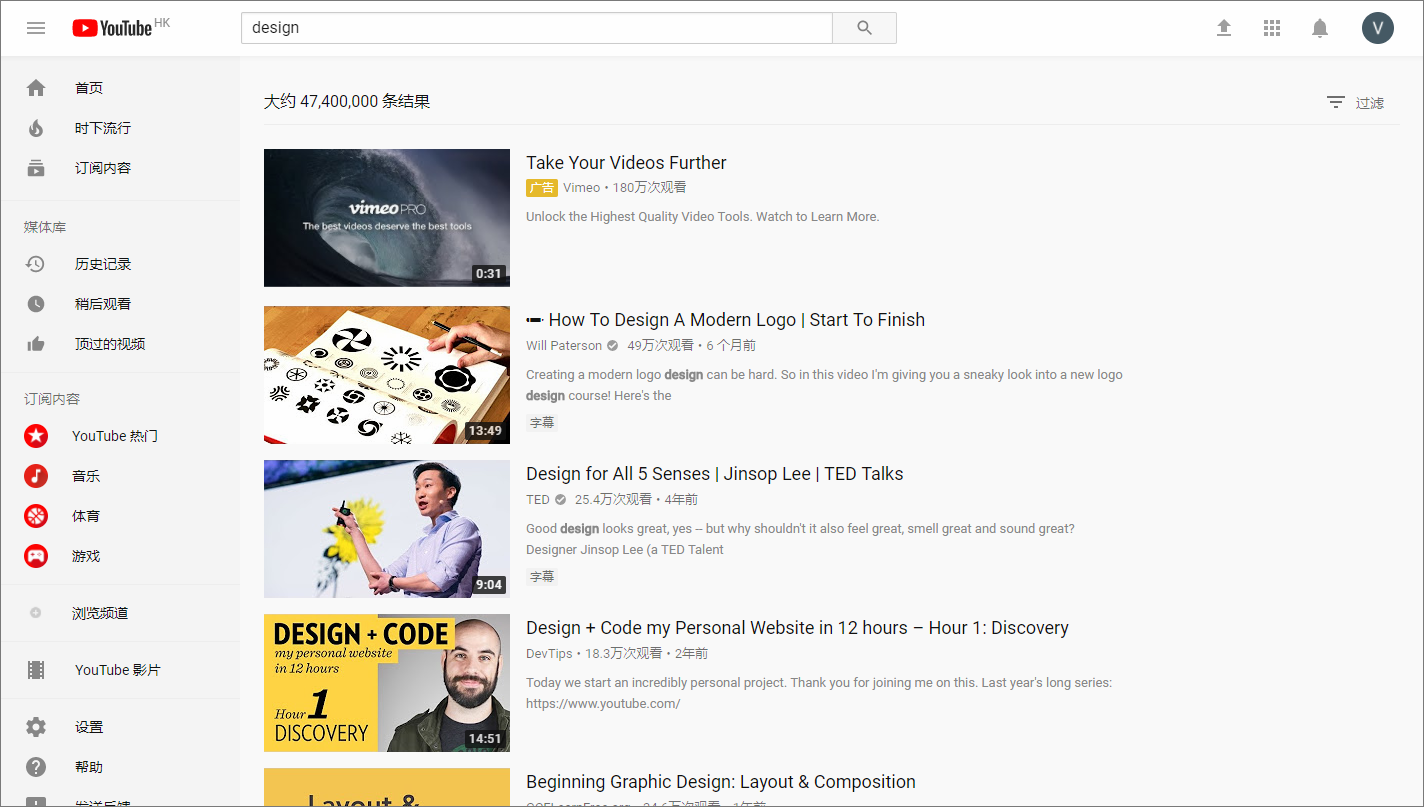 YouTube HK
design
V
首页
时下流行
订阅内容
媒体库
历史记录
稍后观看
顶过的视频
订阅内容
YouTube 热门
音乐
体育
游戏
浏览频道
YouTube 影片
设置
帮助
发送反馈
大约 47,400,000 条结果
过滤
vimeo PRO
The best videos deserve the best tools
0:31
Take Your Videos Further
广告 Vimeo • 180万次观看
Unlock the Highest Quality Video Tools. Watch to Learn More.
13:49
How To Design A Modern Logo | Start To Finish
Will Paterson 49万次观看 • 6 个月前
Creating a modern logo design can be hard. So in this video I'm giving you a sneaky look into a new logo
design course! Here's the
字幕
9:04
Design for All 5 Senses | Jinsop Lee | TED Talks
TED 25.4万次观看 • 4年前
Good design looks great, yes -- but why shouldn't it also feel great, smell great and sound great?
Designer Jinsop Lee (a TED Talent
字幕
DESIGN + CODE
my personal website
in 12 hours
Hour 1
DISCOVERY
14:51
Design + Code my Personal Website in 12 hours – Hour 1: Discovery
DevTips • 18.3万次观看 • 2年前
Today we start an incredibly personal project. Thank you for joining me on this. Last year's long series:
https://www.youtube.com/
Layout &
Beginning Graphic Design: Layout & Composition